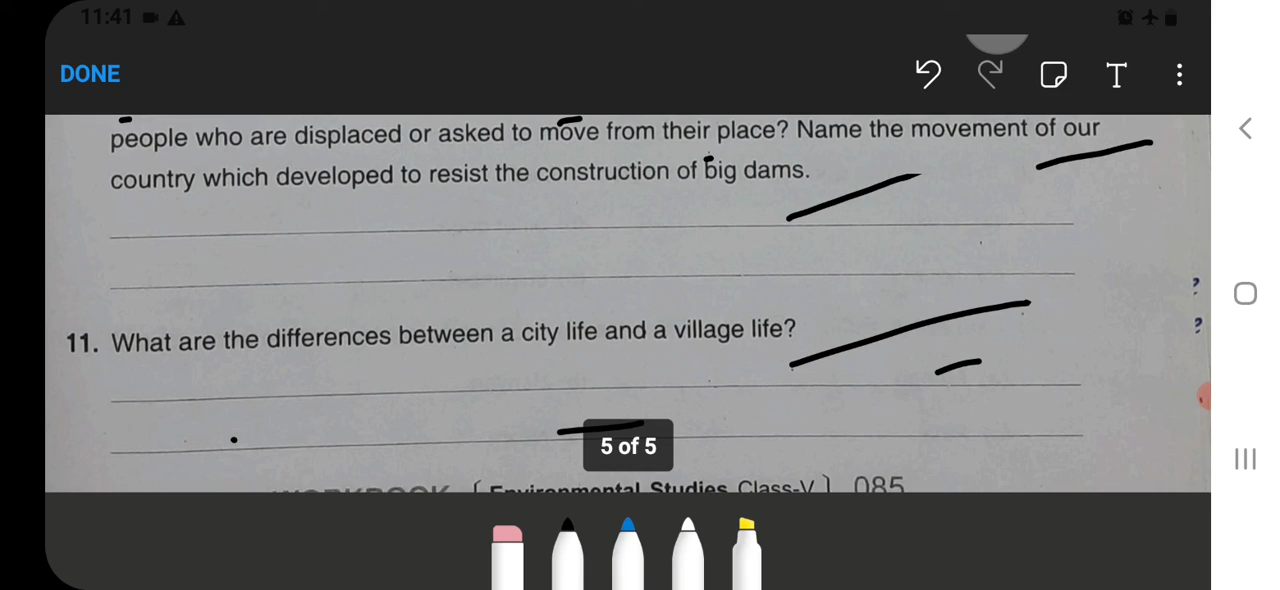 11:41
DONE
T
people who are displaced or asked to move from their place? Name the movement of our
country which developed to resist the construction of big dams.
?
11. What are the differences between a city life and a village life?
?
5 of 5
WORKBOOK [ Environmental Studies Class-V ] 085